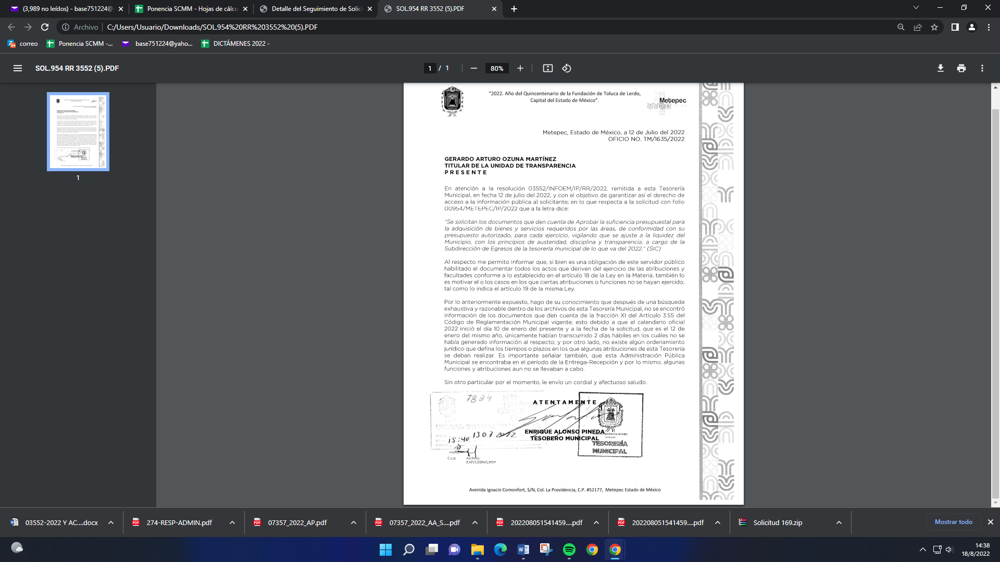 (3,989 no leídos) - base751224@
Ponencia SCMM - Hojas de cálcu
Detalle del Seguimiento de Solici
SOL.954 RR 3552 (5).PDF
Archivo
C:/Users/Usuario/Downloads/SOL.954%20RR%203552%20(5).PDF
correo
Ponencia SCMM -...
base751224@yaho...
DICTÁMENES 2022 -
SOL.954 RR 3552 (5).PDF
1 / 1
80%
1
“2022. Año del Quincentenario de la Fundación de Toluca de Lerdo,
Capital del Estado de México”.
Metepec
Metepec, Estado de México, a 12 de Julio del 2022
OFICIO NO. TM/1635/2022
GERARDO ARTURO OZUNA MARTÍNEZ
TITULAR DE LA UNIDAD DE TRANSPARENCIA
P R E S E N T E
En atención a la resolución 03552/INFOEM/IP/RR/2022, remitida a esta Tesorería
Municipal, en fecha 12 de julio del 2022, y con el objetivo de garantizar así el derecho de
acceso a la información pública al solicitante; en lo que respecta a la solicitud con folio
00954/METEPEC/IP/2022 que a la letra dice:
“Se solicitan los documentos que den cuenta de Aprobar la suficiencia presupuestal para
la adquisición de bienes y servicios requeridos por las áreas, de conformidad con su
presupuesto autorizado, para cada ejercicio, vigilando que se ajuste a la liquidez del
Municipio, con los principios de austeridad, disciplina y transparencia; a cargo de la
Subdirección de Egresos de la tesorería municipal de lo que va del 2022.” (SIC)
Al respecto me permito informar que, si bien es una obligación de este servidor público
habilitado el documentar todos los actos que deriven del ejercicio de las atribuciones y
facultades conforme a lo establecido en el artículo 18 de la Ley en la Materia, también lo
es motivar el o los casos en los que ciertas atribuciones o funciones no se hayan ejercido,
tal como lo indica el artículo 19 de la misma Ley.
Por lo anteriormente expuesto, hago de su conocimiento que después de una búsqueda
exhaustiva y razonable dentro de los archivos de esta Tesorería Municipal, no se encontró
información de los documentos que den cuenta de la fracción XI del Artículo 3.55 del
Código de Reglamentación Municipal vigente; esto debido a que el calendario oficial
2022 inició el día 10 de enero del presente y a la fecha de la solicitud, que es el 12 de
enero del mismo año, únicamente habían transcurrido 2 días hábiles en los cuáles no se
había generado información al respecto; y por otro lado, no existe algún ordenamiento
jurídico que defina los tiempos o plazos en los que algunas atribuciones de esta Tesorería
se deban realizar. Es importante señalar también, que esta Administración Pública
Municipal se encontraba en el periodo de la Entrega-Recepción y por lo mismo, algunas
funciones y atribuciones aun no se llevaban a cabo.
Sin otro particular por el momento, le envío un cordial y afectuoso saludo.
7884
A T E N T A M E N T E
13 07 2022
15:40
ENRIQUE ALONSO PINEDA
TESORERO MUNICIPAL
TESORERÍA
MUNICIPAL
C.c.p. Archivo.
EAP/LEBM/LMTP
Avenida Ignacio Comonfort, S/N, Col. La Providencia, C.P. #52177, Metepec Estado de México
03552-2022 Y AC....docx
274-RESP-ADMIN.pdf
07357_2022_AP.pdf
07357_2022_AA_S....pdf
202208051541459....pdf
202208051541459....pdf
Solicitud 169.zip
Mostrar todo
14:38
18/8/2022